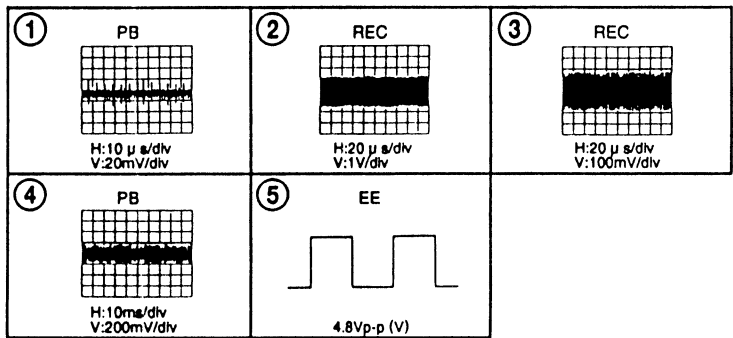 ① PB
H:10 μ s/div
V:20mV/div
② REC
H:20 μ s/div
V:1V/div
③ REC
H:20 μ s/div
V:100mV/div
④ PB
H:10ms/div
V:200mV/div
⑤ EE
4.8Vp-p (V)